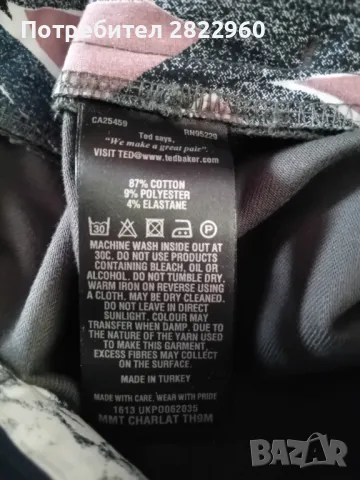 Потребител 2822960
CA25459
RN95229
Ted says,
"We make a great pair".
VISIT TED@www.tedbaker.com
87% COTTON
9% POLYESTER
4% ELASTANE
30 P
MACHINE WASH INSIDE OUT AT
30C. DO NOT USE PRODUCTS
CONTAINING BLEACH, OIL OR
ALCOHOL. DO NOT TUMBLE DRY.
WARM IRON ON REVERSE USING
A CLOTH. MAY BE DRY CLEANED.
DO NOT LEAVE IN DIRECT
SUNLIGHT. COLOUR MAY
TRANSFER WHEN DAMP. DUE TO
THE NATURE OF THE YARN USED
TO MAKE THIS GARMENT,
EXCESS FIBRES MAY COLLECT
ON THE SURFACE.
MADE IN TURKEY
MADE WITH CARE. WEAR WITH PRIDE
1613 UKPO062835
MMT CHARLAT TH0M
BAZAR